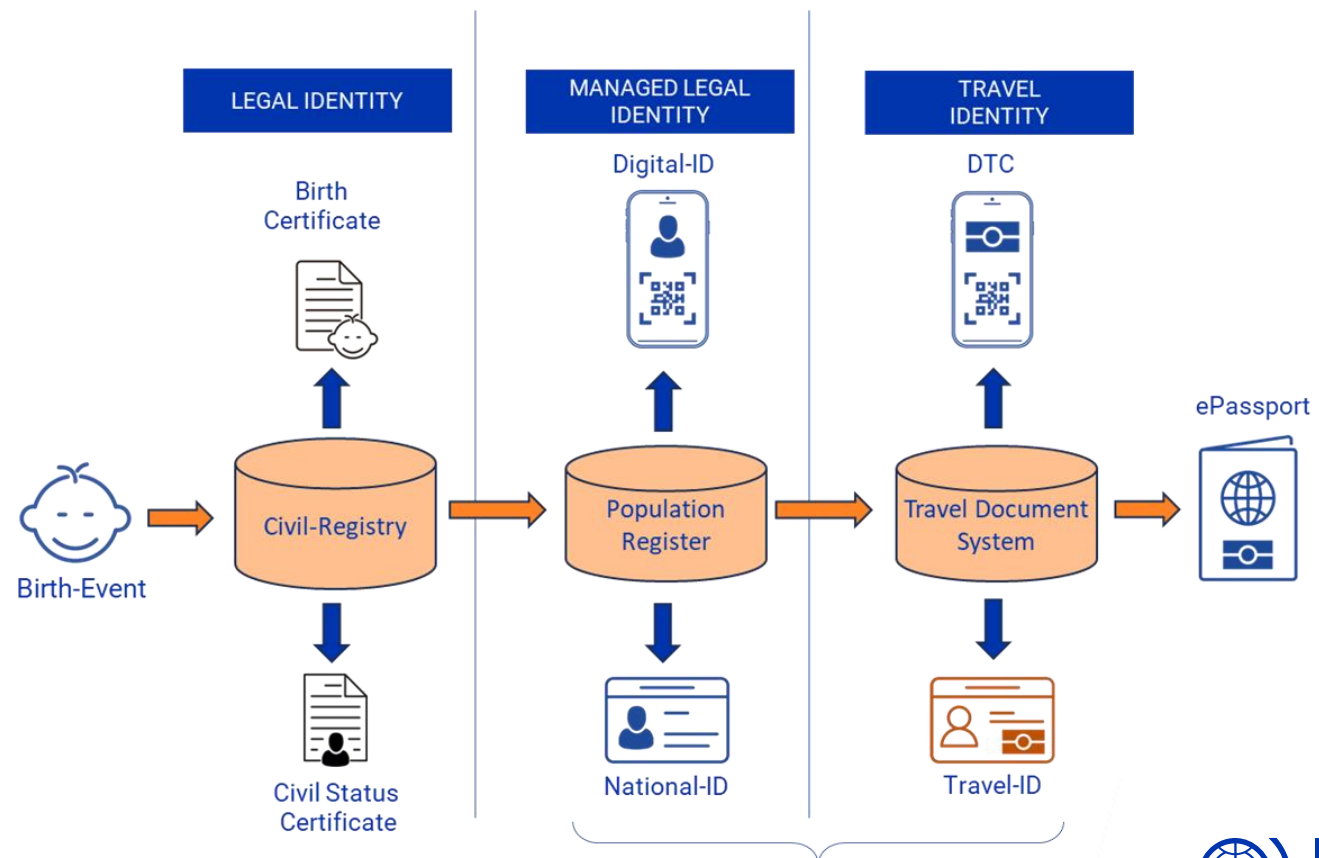 LEGAL IDENTITY
MANAGED LEGAL
IDENTITY
TRAVEL
IDENTITY
Birth
Certificate
Digital-ID
DTC
ePassport
Birth-Event
Civil-Registry
Population
Register
Travel Document
System
Civil Status
Certificate
National-ID
Travel-ID